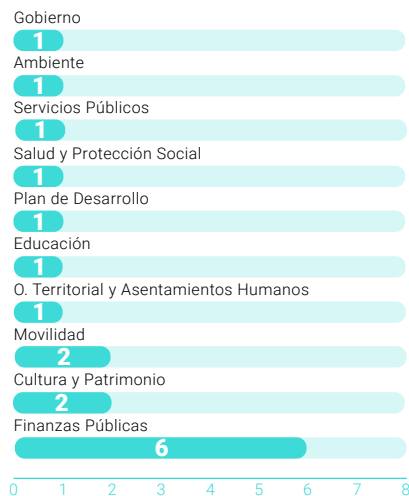 Gobierno
1
Ambiente
1
Servicios Públicos
1
Salud y Protección Social
1
Plan de Desarrollo
1
Educación
1
O. Territorial y Asentamientos Humanos
1
Movilidad
2
Cultura y Patrimonio
2
Finanzas Públicas
6
0 1 2 3 4 5 6 7 8